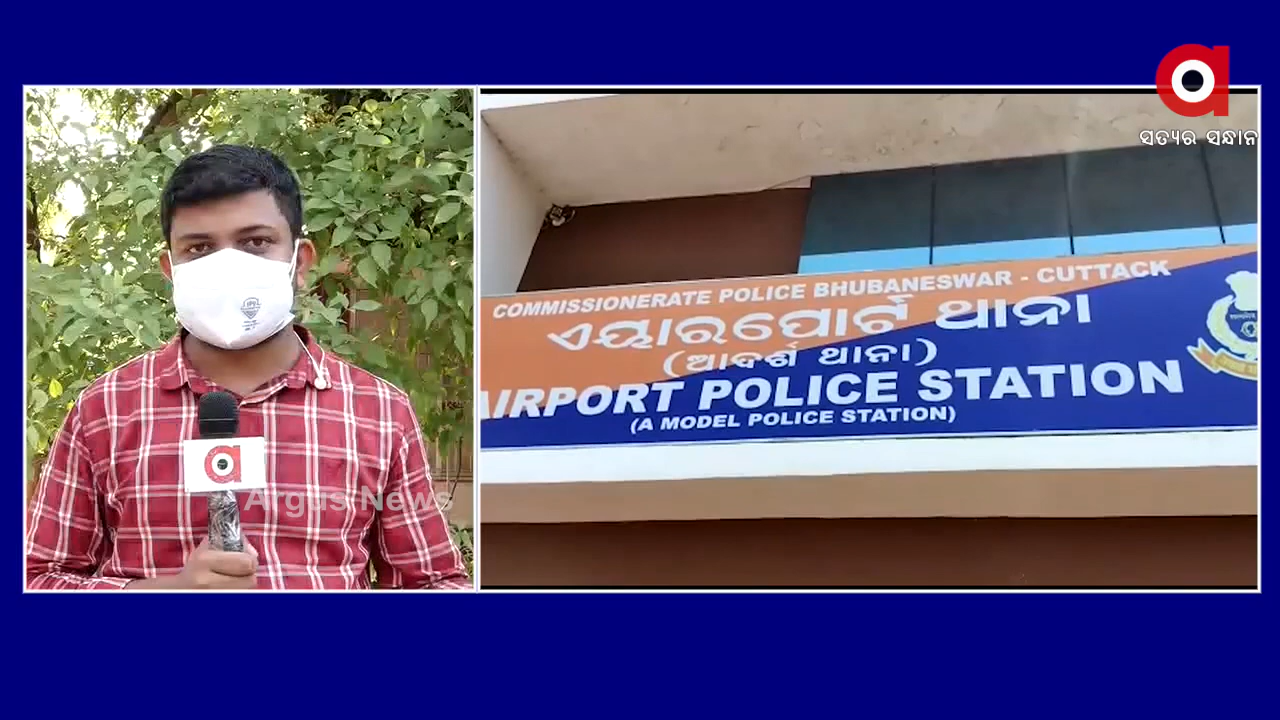 a
ସତ୍ୟର ସନ୍ଧାନ
COMMISSIONERATE POLICE BHUBANESWAR - CUTTACK
ଏୟାରପୋର୍ଟ ଥାନା
(ଆଦର୍ଶ ଥାନା)
AIRPORT POLICE STATION
(A MODEL POLICE STATION)
a
Argus News